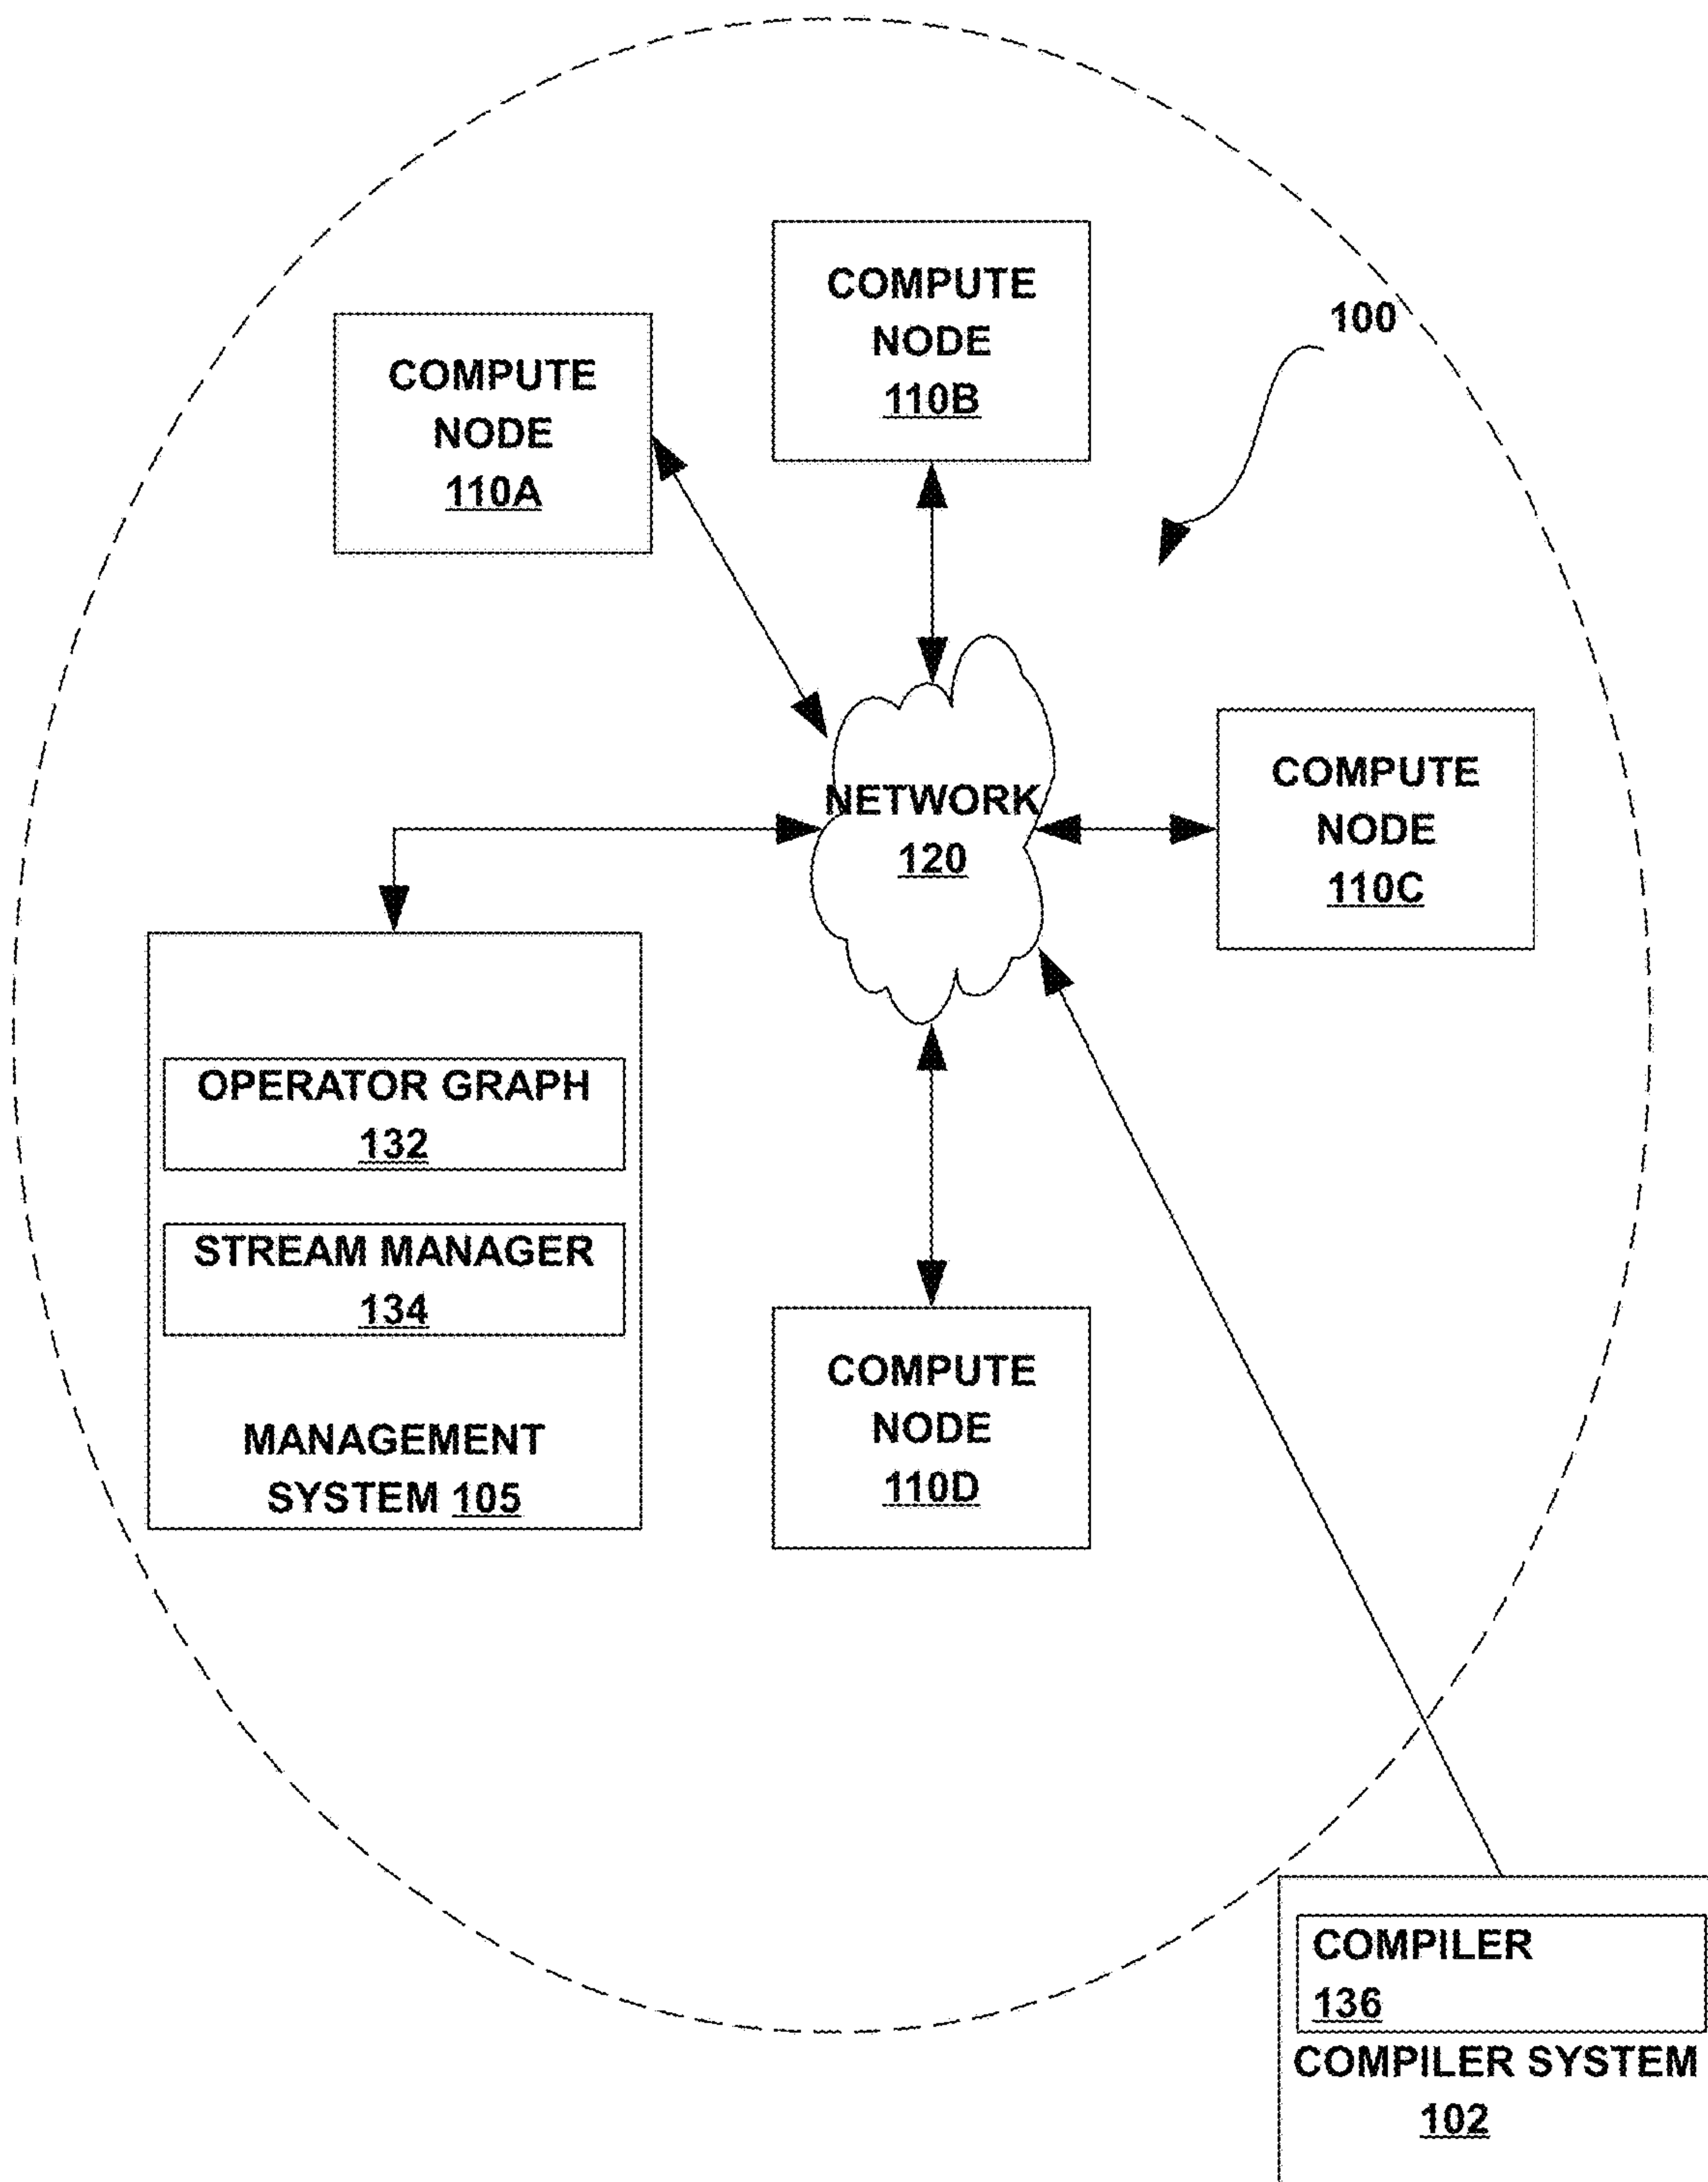 COMPUTE
NODE
110B
100
COMPUTE
NODE
110A
COMPUTE
NODE
110C
NETWORK
120
OPERATOR GRAPH
132
STREAM MANAGER
134
MANAGEMENT
SYSTEM 105
COMPUTE
NODE
110D
COMPILER
136
COMPILER SYSTEM
102